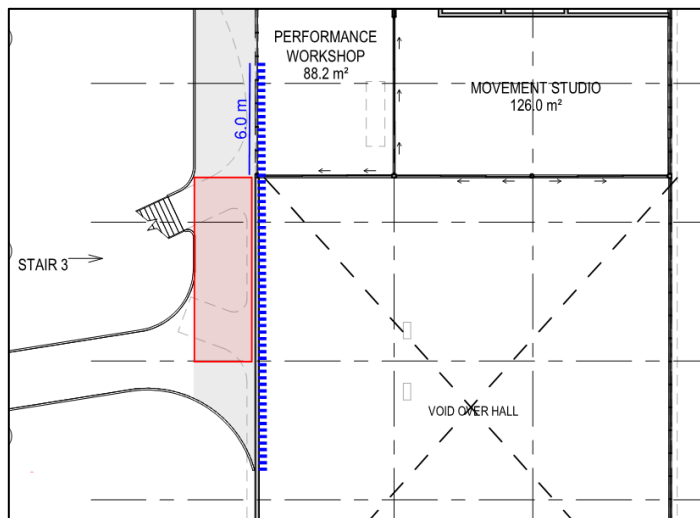 PERFORMANCE
WORKSHOP
88.2 m²
MOVEMENT STUDIO
126.0 m²
6.0 m
STAIR 3
VOID OVER HALL